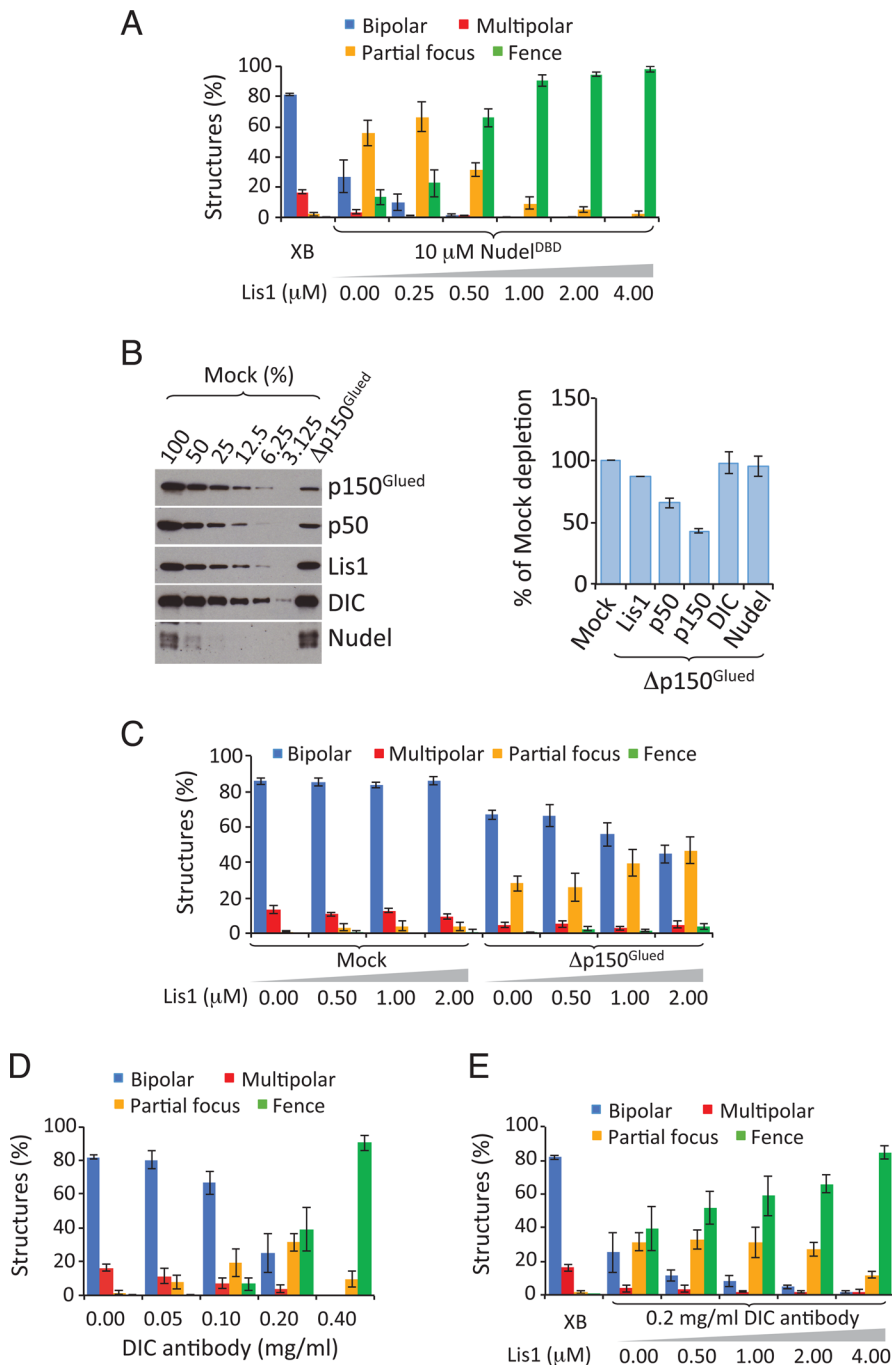 A
Bipolar Multipolar
Partial focus Fence
Structures (%)
100
80
60
40
20
0
XB 10 μM Nudel^DBD
Lis1 (μM) 0.00 0.25 0.50 1.00 2.00 4.00
B
Mock (%)
100 50 25 12.5 6.25 3.125 Δp150^Glued
p150^Glued
p50
Lis1
DIC
Nudel
% of Mock depletion
150
100
50
0
Mock Lis1 p50 p150 DIC Nudel
Δp150^Glued
C
Bipolar Multipolar Partial focus Fence
Structures (%)
100
80
60
40
20
0
Mock Δp150^Glued
Lis1 (μM) 0.00 0.50 1.00 2.00 0.00 0.50 1.00 2.00
D
Bipolar Multipolar
Partial focus Fence
Structures (%)
100
80
60
40
20
0
0.00 0.05 0.10 0.20 0.40
DIC antibody (mg/ml)
E
Bipolar Multipolar
Partial focus Fence
Structures (%)
100
80
60
40
20
0
XB 0.2 mg/ml DIC antibody
Lis1 (μM) 0.00 0.50 1.00 2.00 4.00